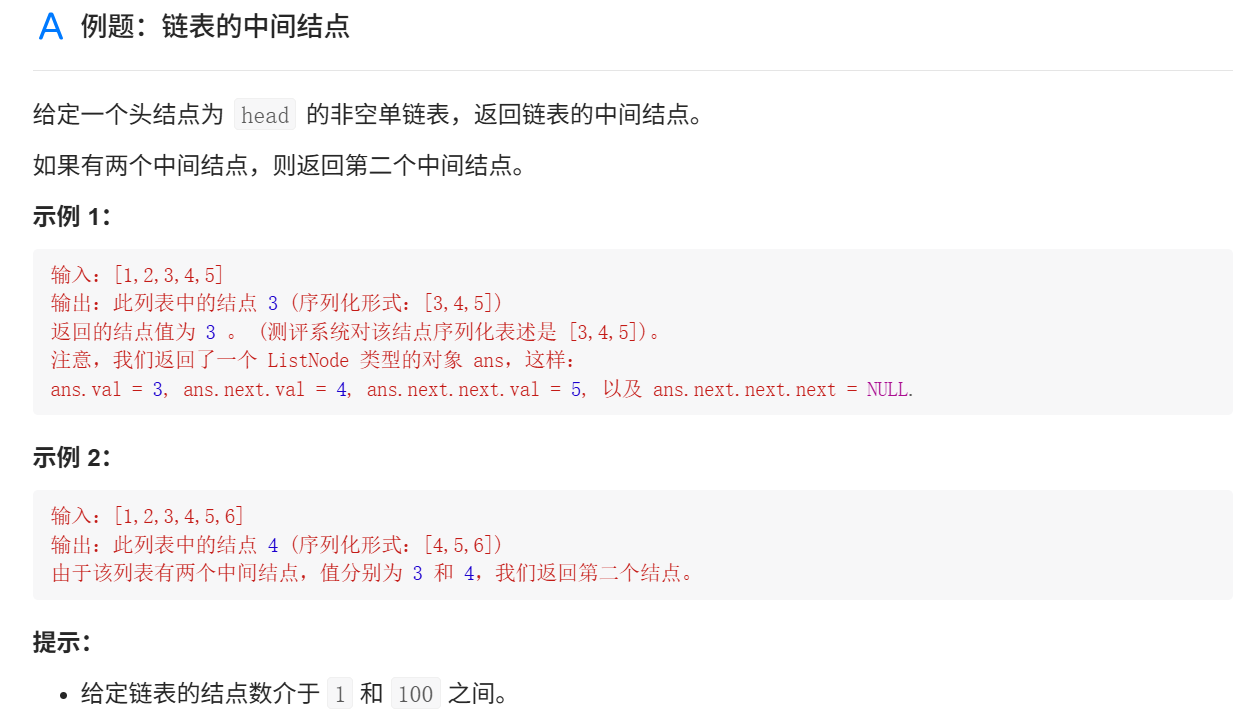 A 例题：链表的中间结点
给定一个头结点为 head 的非空单链表，返回链表的中间结点。
如果有两个中间结点，则返回第二个中间结点。
示例 1：
输入：[1,2,3,4,5]
输出：此列表中的结点 3 (序列化形式：[3,4,5])
返回的结点值为 3 。 (测评系统对该结点序列化表述是 [3,4,5])。
注意，我们返回了一个 ListNode 类型的对象 ans，这样：
ans.val = 3, ans.next.val = 4, ans.next.next.val = 5, 以及 ans.next.next.next = NULL.
示例 2：
输入：[1,2,3,4,5,6]
输出：此列表中的结点 4 (序列化形式：[4,5,6])
由于该列表有两个中间结点，值分别为 3 和 4，我们返回第二个结点。
提示：
• 给定链表的结点数介于 1 和 100 之间。